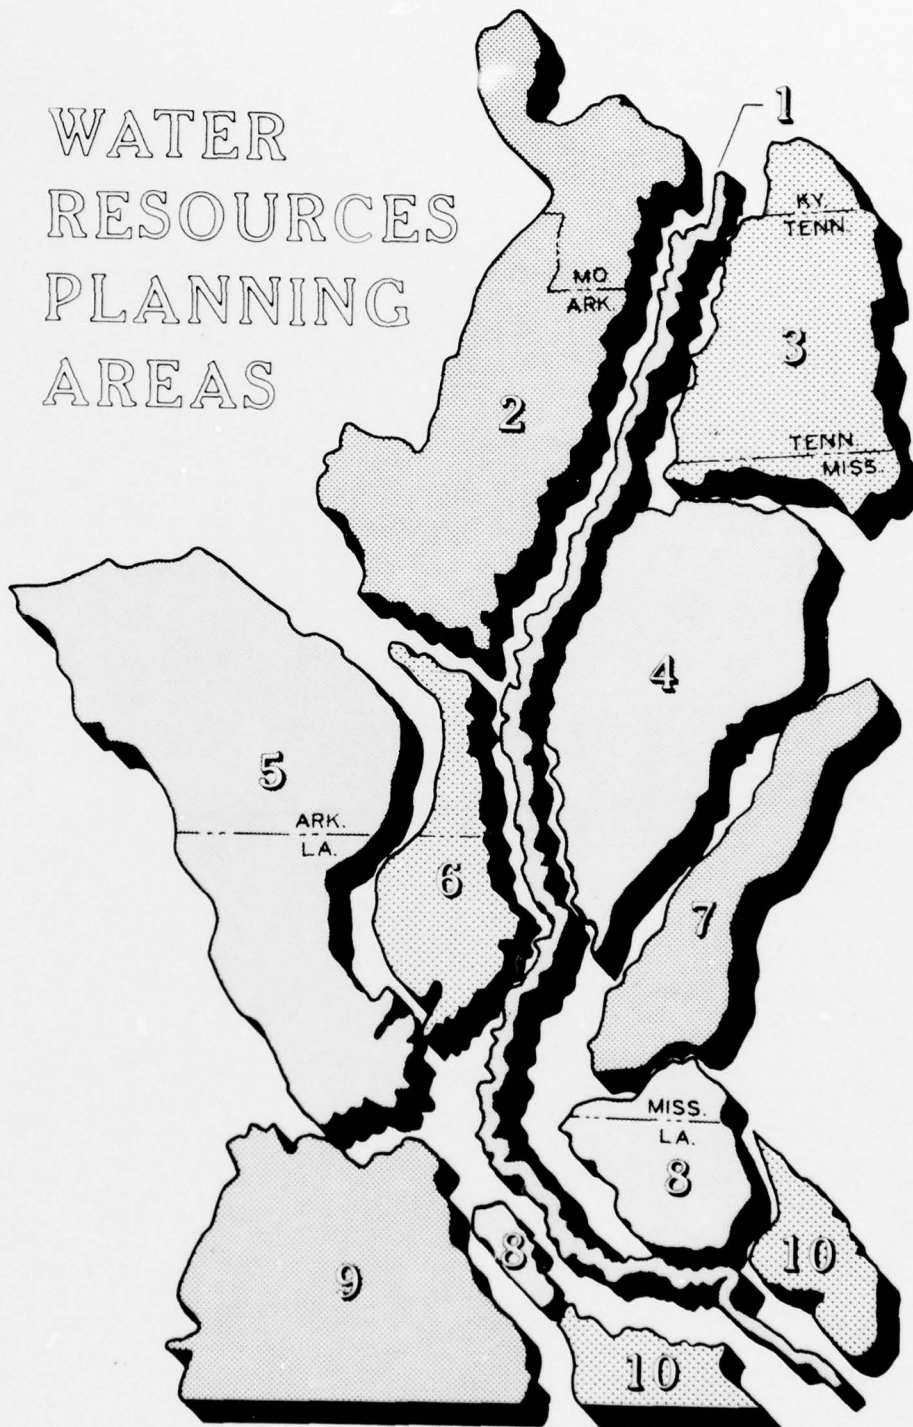 WATER
RESOURCES
PLANNING
AREAS
1
KY.
TENN
MO
ARK.
3
2
TENN.
MISS.
4
5
ARK.
LA.
6
7
MISS.
LA.
8
8
10
9
10